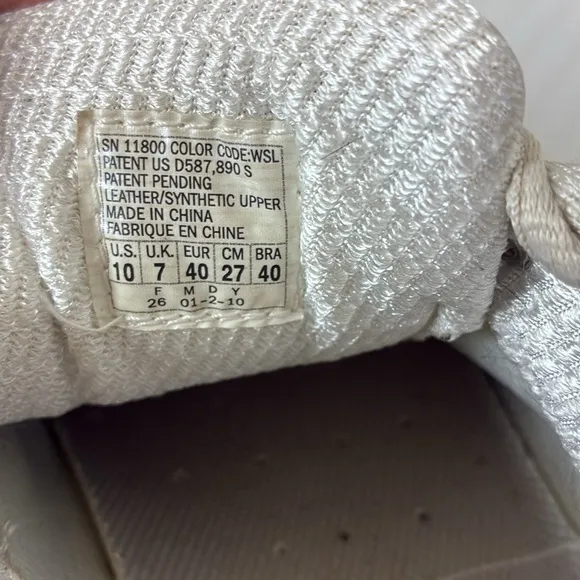 SN 11800 COLOR CODE:WSL
PATENT US D587,890 S
PATENT PENDING
LEATHER/SYNTHETIC UPPER
MADE IN CHINA
FABRIQUE EN CHINE
U.S. U.K. EUR CM BRA
10 7 40 27 40
F M D Y
26 01-2-10